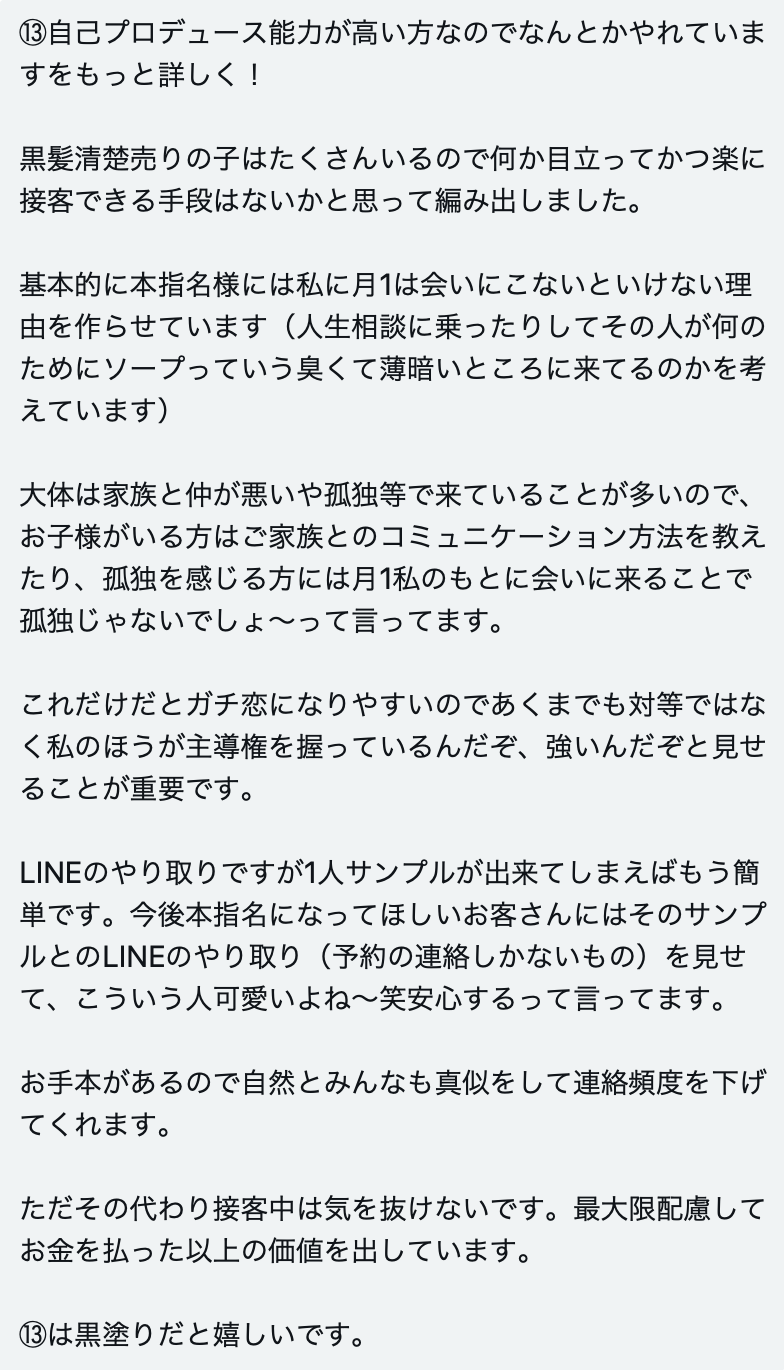 ⑬自己プロデュース能力が高い方なのでなんとかやれていま
すをもっと詳しく！
黒髪清楚売りの子はたくさんいるので何か目立ってかつ楽に
接客できる手段はないかと思って編み出しました。
基本的に本指名様には私に月1は会いにこないといけない理
由を作らせています（人生相談に乗ったりしてその人が何の
ためにソープっていう臭くて薄暗いところに来てるのかを考
えています）
大体は家族と仲が悪いや孤独等で来ていることが多いので、
お子様がいる方はご家族とのコミュニケーション方法を教え
たり、孤独を感じる方には月1私のもとに会いに来ることで
孤独じゃないでしょ〜って言ってます。
これだけだとガチ恋になりやすいのであくまでも対等ではな
く私のほうが主導権を握っているんだぞ、強いんだぞと見せ
ることが重要です。
LINEのやり取りですが1人サンプルが出来てしまえばもう簡
単です。今後本指名になってほしいお客さんにはそのサンプ
ルとのLINEのやり取り（予約の連絡しかないもの）を見せ
て、こういう人可愛いよね〜笑安心するって言ってます。
お手本があるので自然とみんなも真似をして連絡頻度を下げ
てくれます。
ただその代わり接客中は気を抜けないです。最大限配慮して
お金を払った以上の価値を出しています。
⑬は黒塗りだと嬉しいです。